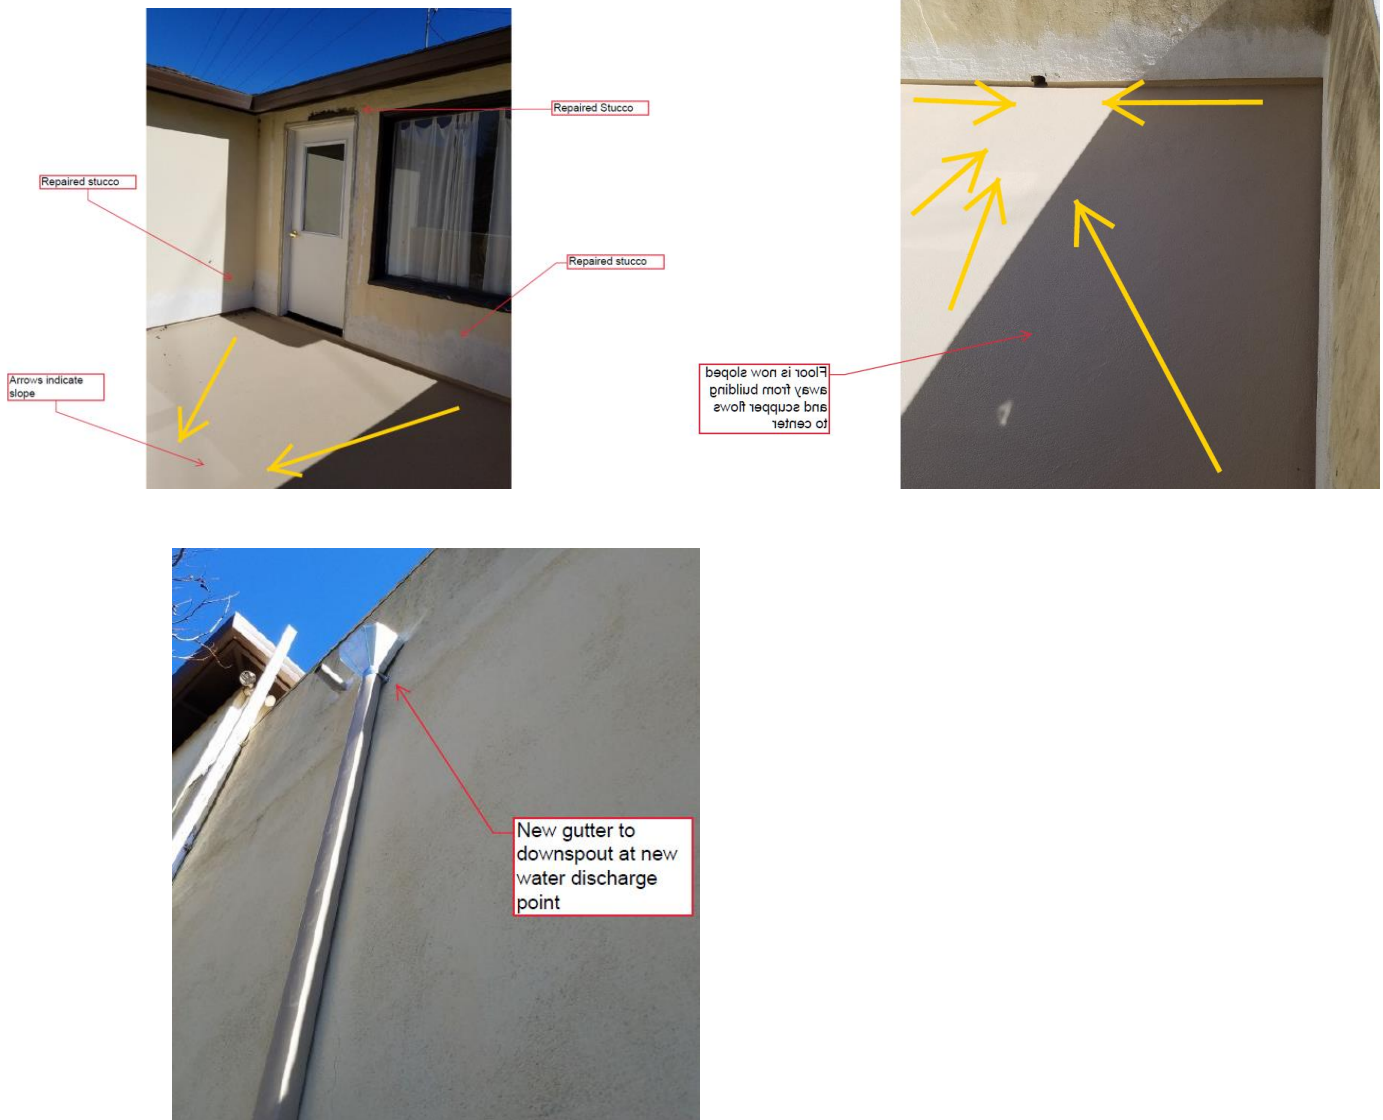 Repaired Stucco
Repaired stucco
Repaired stucco
Arrows indicate
slope
Floor is now sloped
away from building
and scupper flows
to center
New gutter to
downspout at new
water discharge
point